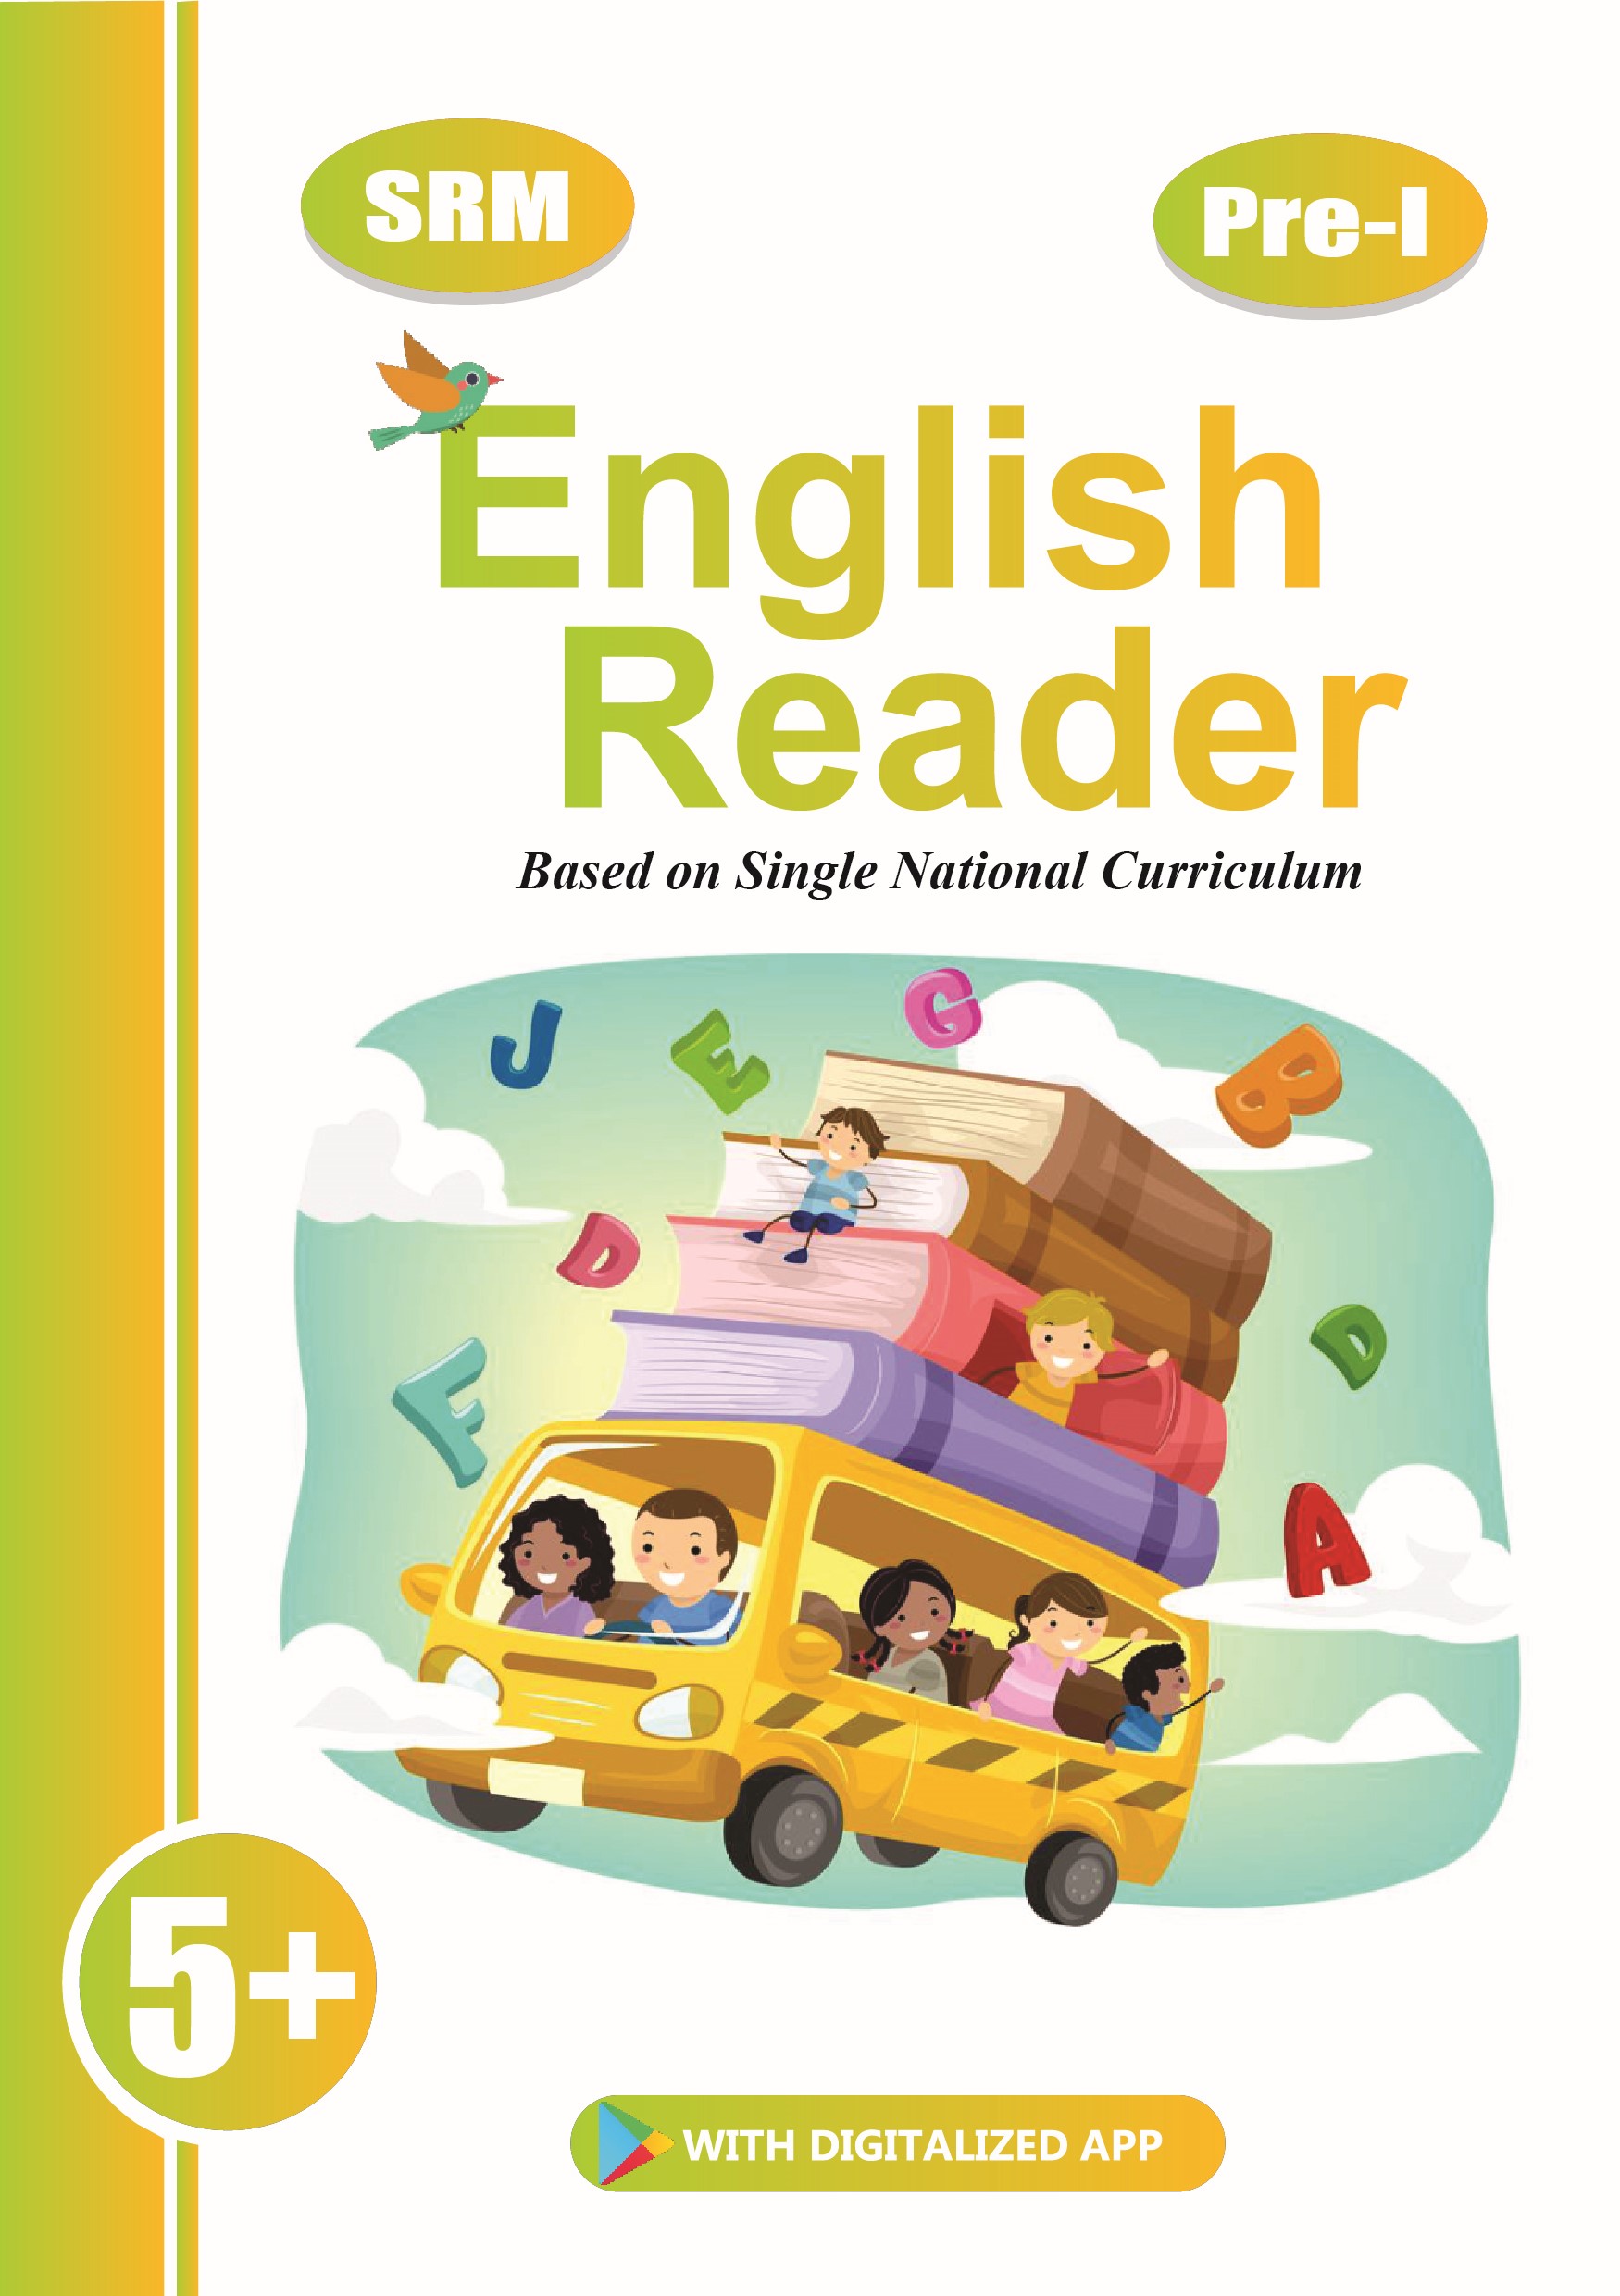 SRM
Pre-I
English
Reader
Based on Single National Curriculum
J
E
G
B
D
F
D
A
5+
WITH DIGITALIZED APP